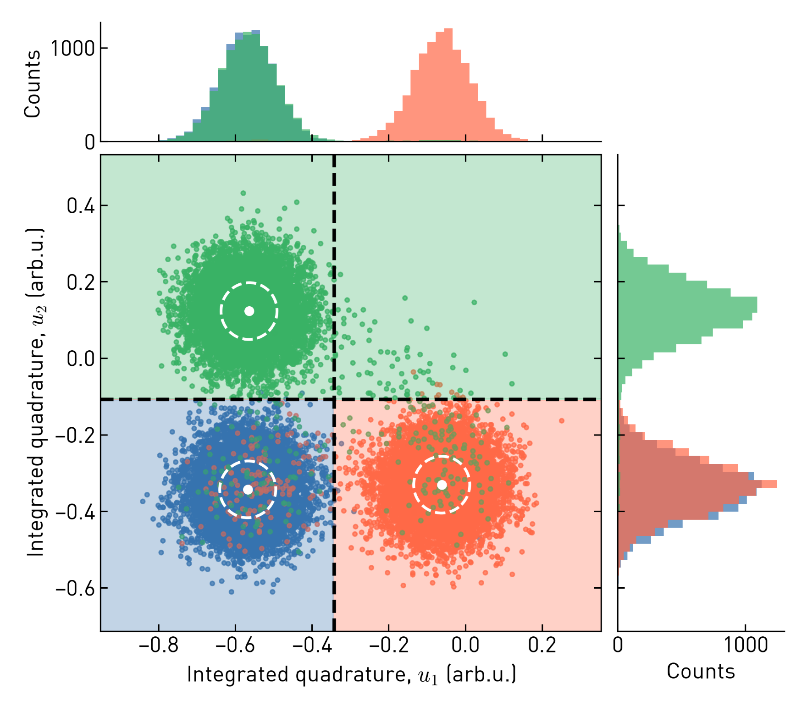 Counts
1000
0
Integrated quadrature, u₂ (arb.u.)
0.4
0.2
0.0
−0.2
−0.4
−0.6
−0.8 −0.6 −0.4 −0.2 0.0 0.2
Integrated quadrature, u₁ (arb.u.)
0 1000
Counts